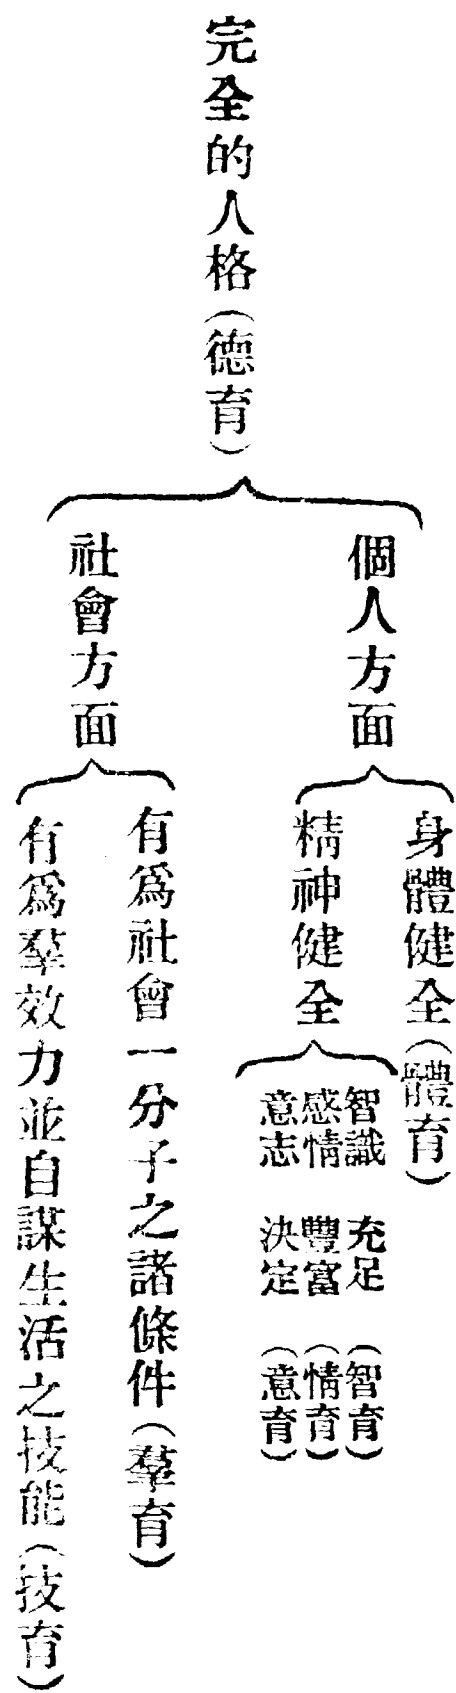 完全的人格（德育）
個人方面
身體健全（體育）
精神健全
智識　充足　（智育）
感情　豐富　（情育）
意志　決定　（意育）
社會方面
有爲社會一分子之諸條件（羣育）
有爲羣效力並自謀生活之技能（技育）